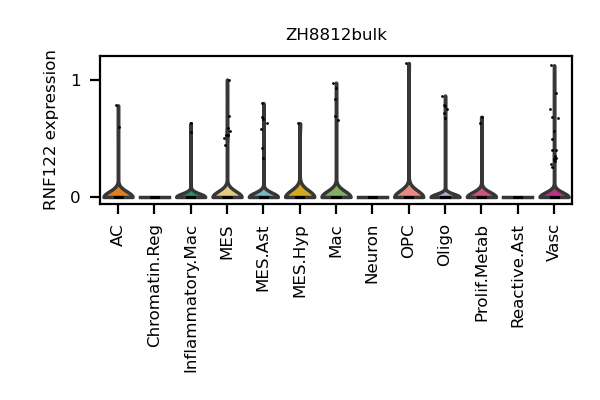 ZH8812bulk
RNF122 expression
1
0
AC
Chromatin.Reg
Inflammatory.Mac
MES
MES.Ast
MES.Hyp
Mac
Neuron
OPC
Oligo
Prolif.Metab
Reactive.Ast
Vasc